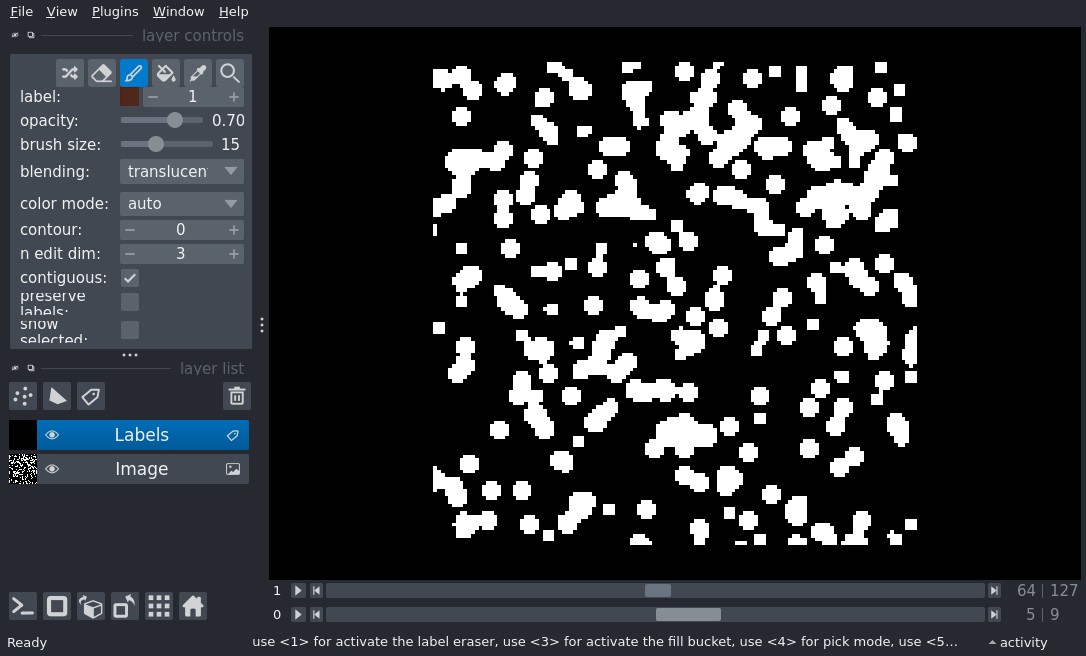 File View Plugins Window Help
layer controls
label: 1
opacity: 0.70
brush size: 15
blending: translucen
color mode: auto
contour: 0
n edit dim: 3
contiguous:
preserve
labels:
show
selected:
layer list
Labels
Image
1 64 | 127
0 5 | 9
Ready use <1> for activate the label eraser, use <3> for activate the fill bucket, use <4> for pick mode, use <5... activity